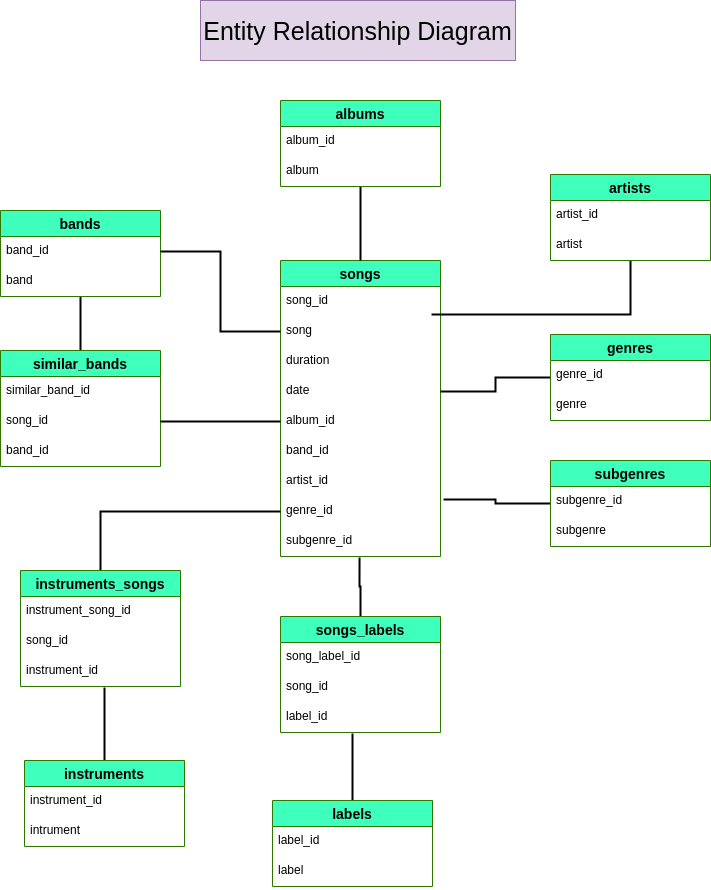 Entity Relationship Diagram
albums
album_id
album
artists
artist_id
artist
bands
band_id
band
songs
song_id
song
duration
date
album_id
band_id
artist_id
genre_id
subgenre_id
genres
genre_id
genre
similar_bands
similar_band_id
song_id
band_id
subgenres
subgenre_id
subgenre
instruments_songs
instrument_song_id
song_id
instrument_id
songs_labels
song_label_id
song_id
label_id
instruments
instrument_id
intrument
labels
label_id
label